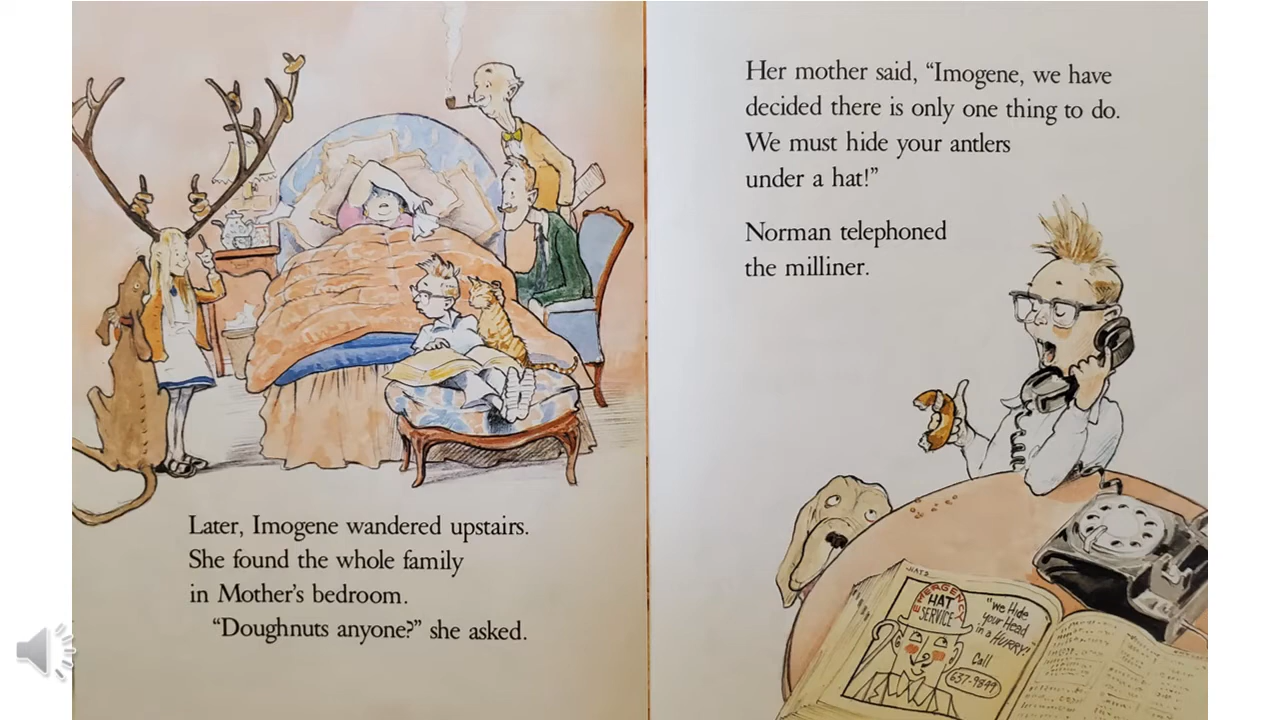 Later, Imogene wandered upstairs.
She found the whole family
in Mother's bedroom.
“Doughnuts anyone?” she asked.
Her mother said, “Imogene, we have
decided there is only one thing to do.
We must hide your antlers
under a hat!”
Norman telephoned
the milliner.
HATS
EMERGENCY
HAT
SERVICE
"We Hide
your Head
in a HURRY!"
Call
637-9849